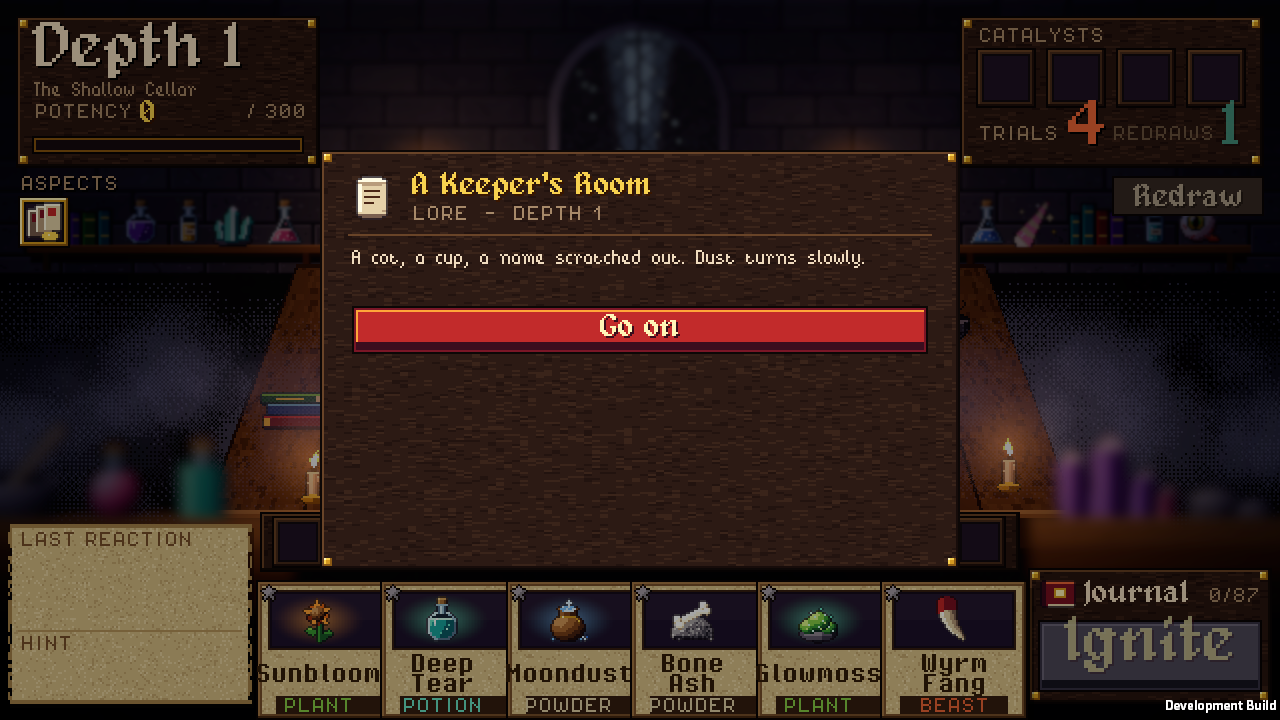 Depth 1
The Shallow Cellar
POTENCY 0 / 300
ASPECTS
CATALYSTS
TRIALS 4 REDRAWS 1
Redraw
A Keeper's Room
LORE - DEPTH 1
A cot, a cup, a name scratched out. Dust turns slowly.
Go on
LAST REACTION
HINT
Sunbloom
PLANT
Deep
Tear
POTION
Moondust
POWDER
Bone
Ash
POWDER
Glowmoss
PLANT
Wyrm
Fang
BEAST
Journal 0/87
Ignite
Development Build